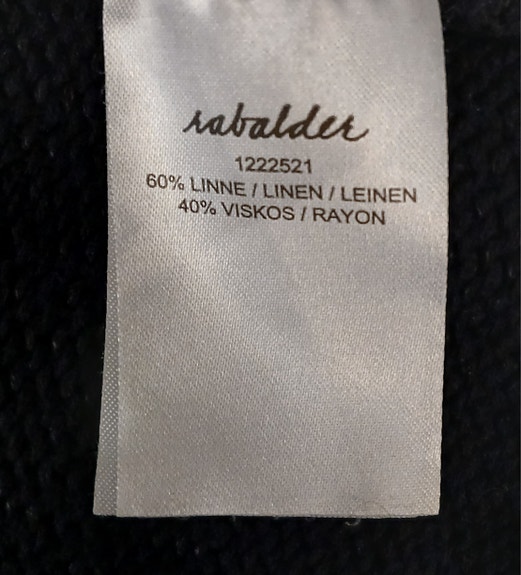 rabalder
1222521
60% LINNE / LINEN / LEINEN
40% VISKOS / RAYON